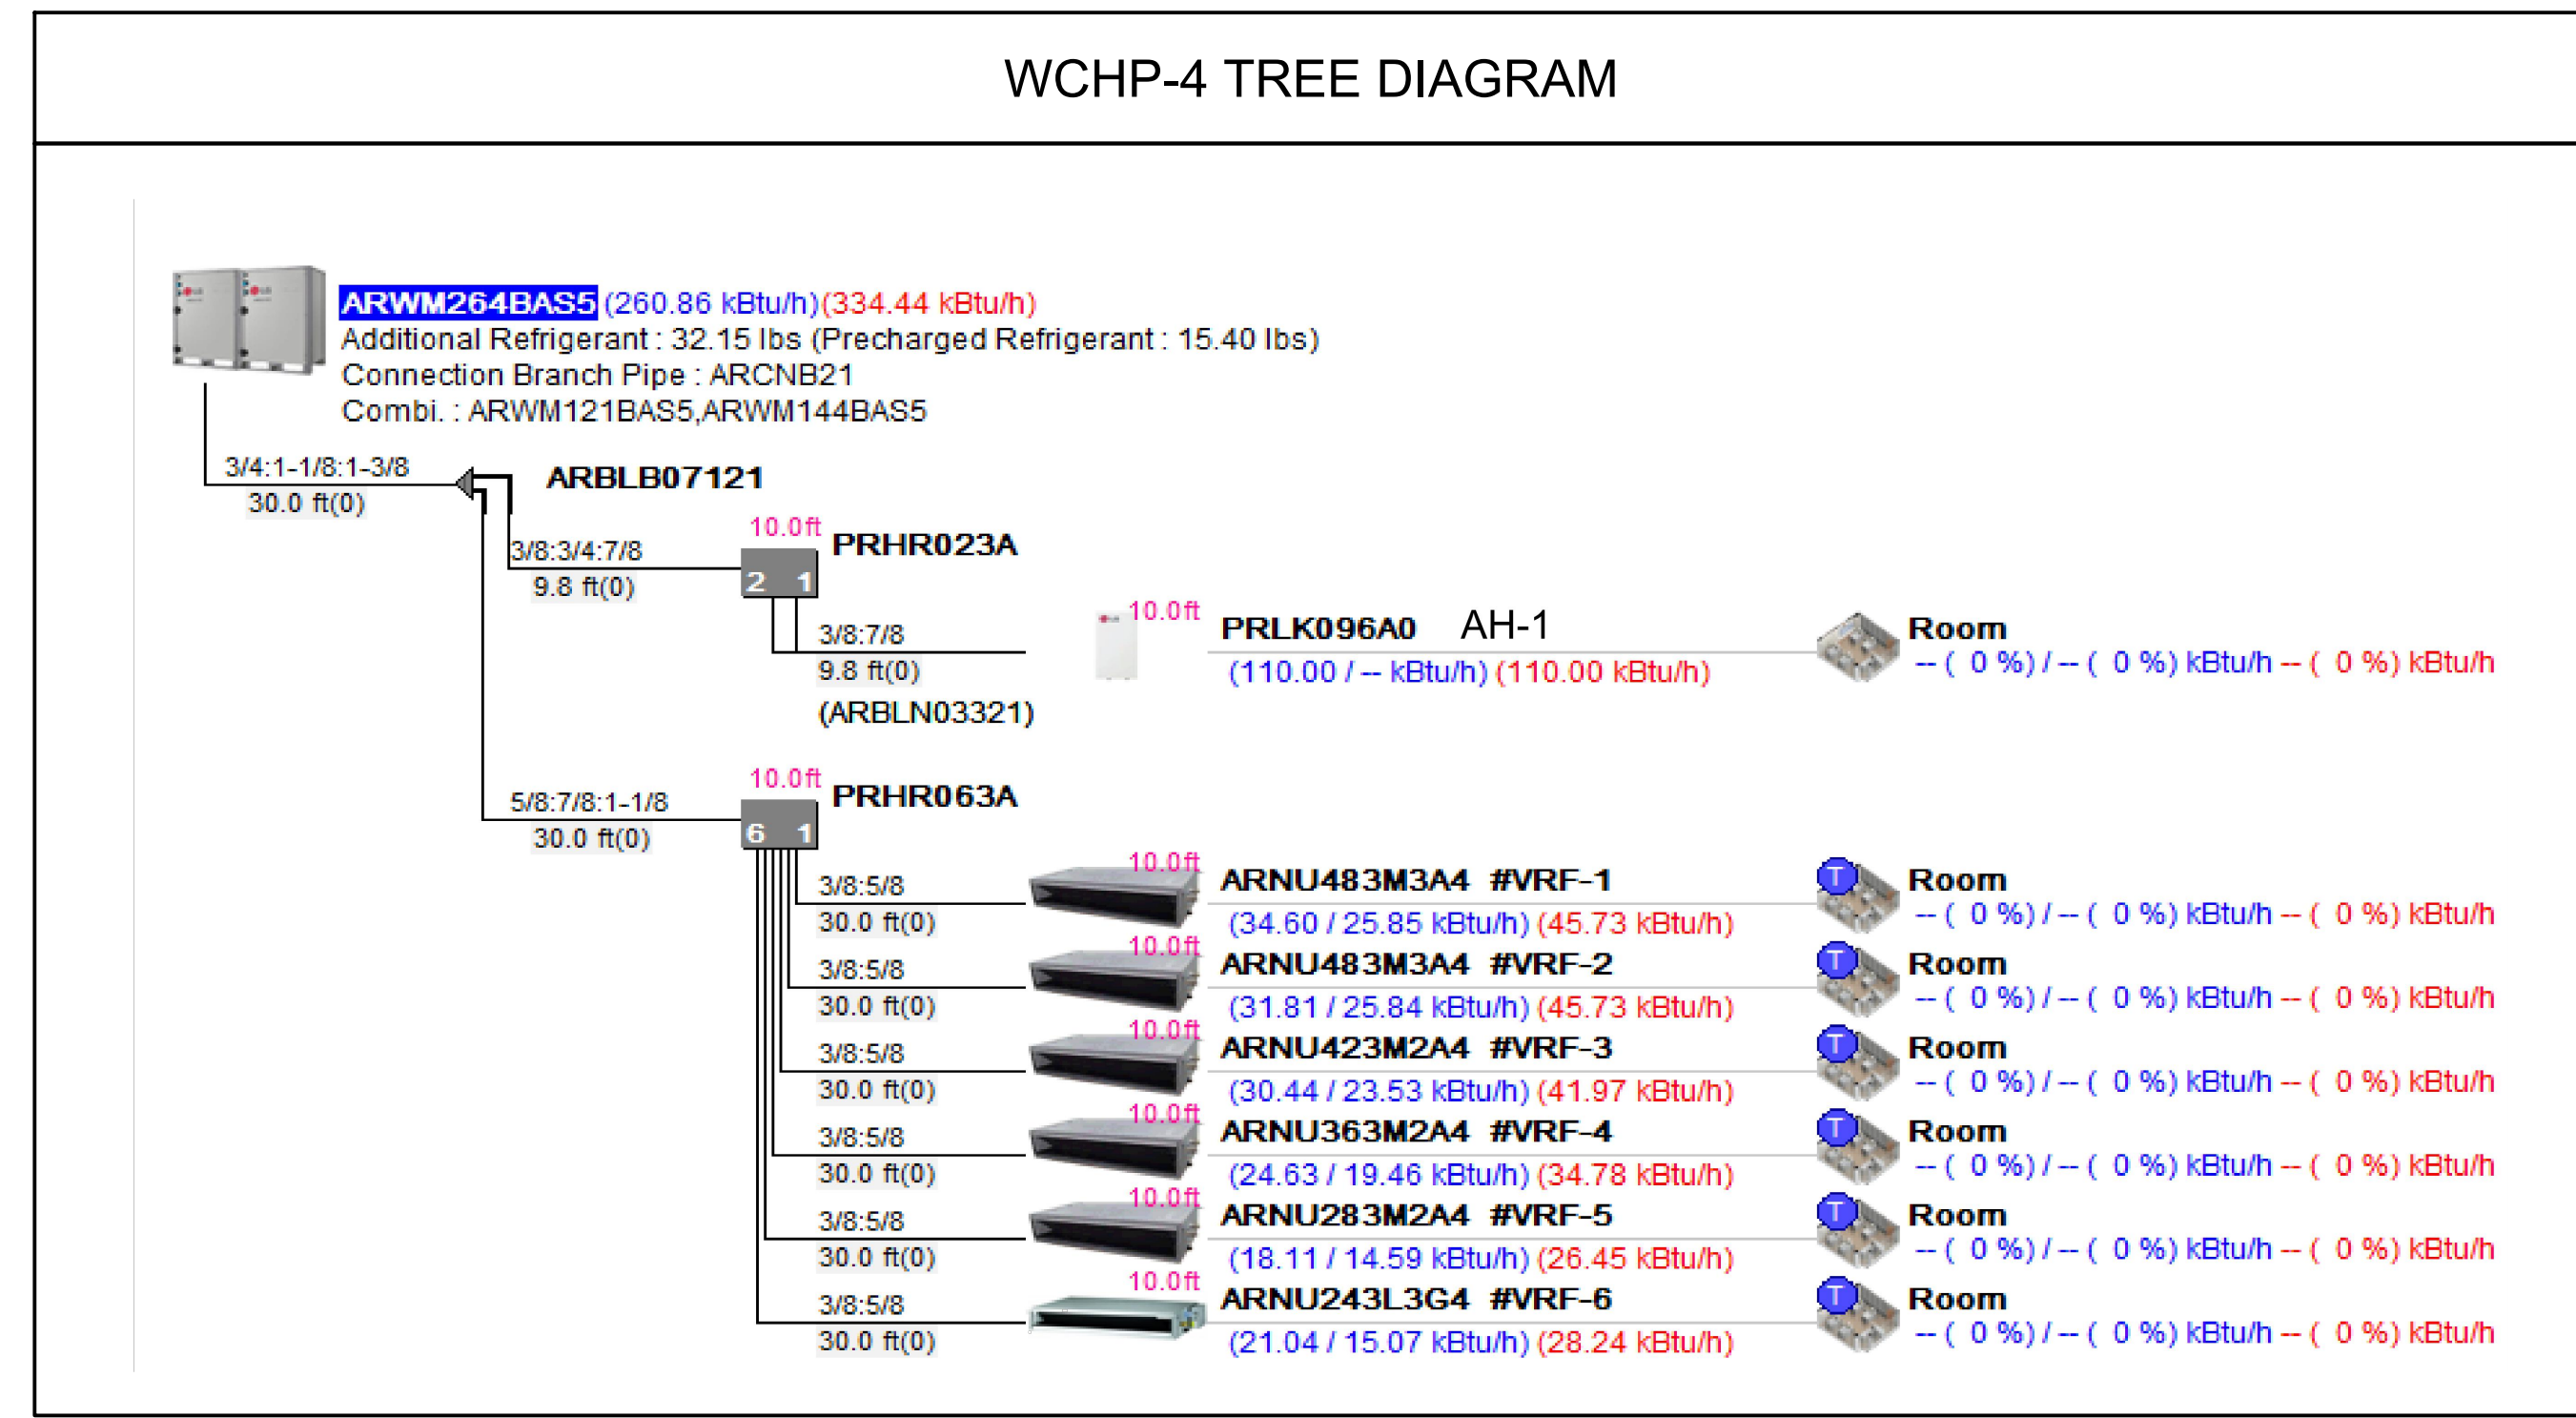 WCHP-4 TREE DIAGRAM
ARWM264BAS5 (260.86 kBtu/h)(334.44 kBtu/h)
Additional Refrigerant : 32.15 lbs (Precharged Refrigerant : 15.40 lbs)
Connection Branch Pipe : ARCNB21
Combi. : ARWM121BAS5,ARWM144BAS5
3/4:1-1/8:1-3/8
30.0 ft(0)
ARBLB07121
3/8:3/4:7/8
9.8 ft(0)
10.0ft
PRHR023A
2 1
3/8:7/8
9.8 ft(0)
(ARBLN03321)
10.0ft
PRLK096A0 AH-1
(110.00 / -- kBtu/h) (110.00 kBtu/h)
Room
-- ( 0 %) / -- ( 0 %) kBtu/h -- ( 0 %) kBtu/h
5/8:7/8:1-1/8
30.0 ft(0)
10.0ft
PRHR063A
6 1
3/8:5/8
30.0 ft(0)
10.0ft
ARNU483M3A4 #VRF-1
(34.60 / 25.85 kBtu/h) (45.73 kBtu/h)
T
Room
-- ( 0 %) / -- ( 0 %) kBtu/h -- ( 0 %) kBtu/h
3/8:5/8
30.0 ft(0)
10.0ft
ARNU483M3A4 #VRF-2
(31.81 / 25.84 kBtu/h) (45.73 kBtu/h)
T
Room
-- ( 0 %) / -- ( 0 %) kBtu/h -- ( 0 %) kBtu/h
3/8:5/8
30.0 ft(0)
10.0ft
ARNU423M2A4 #VRF-3
(30.44 / 23.53 kBtu/h) (41.97 kBtu/h)
T
Room
-- ( 0 %) / -- ( 0 %) kBtu/h -- ( 0 %) kBtu/h
3/8:5/8
30.0 ft(0)
10.0ft
ARNU363M2A4 #VRF-4
(24.63 / 19.46 kBtu/h) (34.78 kBtu/h)
T
Room
-- ( 0 %) / -- ( 0 %) kBtu/h -- ( 0 %) kBtu/h
3/8:5/8
30.0 ft(0)
10.0ft
ARNU283M2A4 #VRF-5
(18.11 / 14.59 kBtu/h) (26.45 kBtu/h)
T
Room
-- ( 0 %) / -- ( 0 %) kBtu/h -- ( 0 %) kBtu/h
3/8:5/8
30.0 ft(0)
10.0ft
ARNU243L3G4 #VRF-6
(21.04 / 15.07 kBtu/h) (28.24 kBtu/h)
T
Room
-- ( 0 %) / -- ( 0 %) kBtu/h -- ( 0 %) kBtu/h